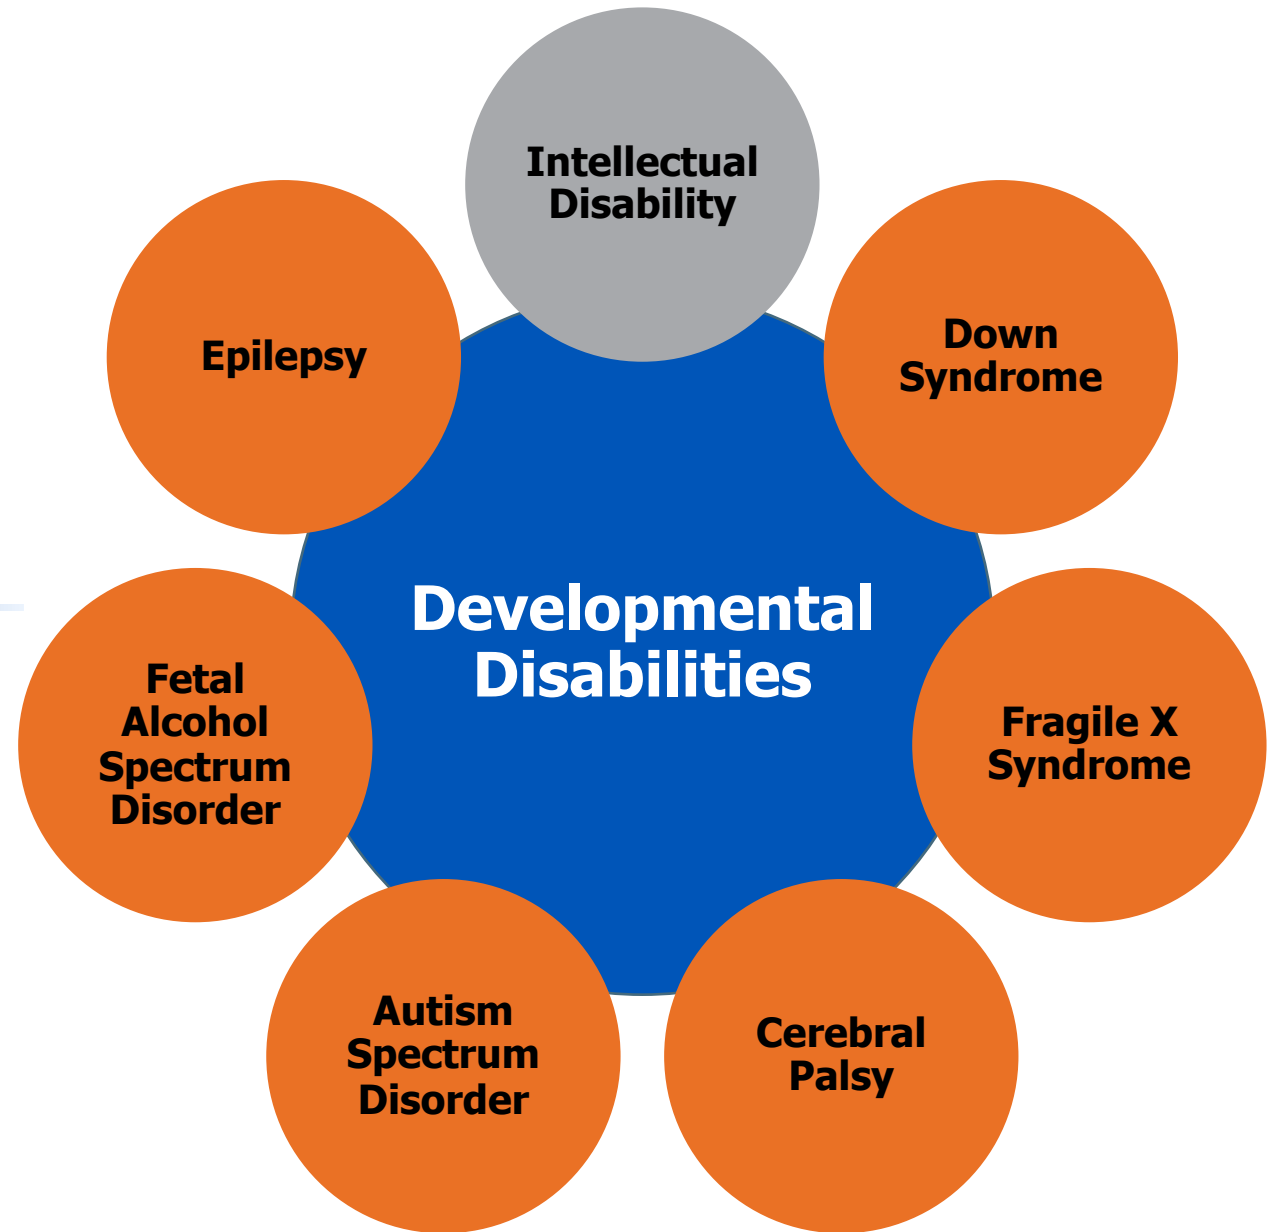 Intellectual
Disability
Down
Syndrome
Epilepsy
Developmental
Disabilities
Fetal
Alcohol
Spectrum
Disorder
Fragile X
Syndrome
Autism
Spectrum
Disorder
Cerebral
Palsy